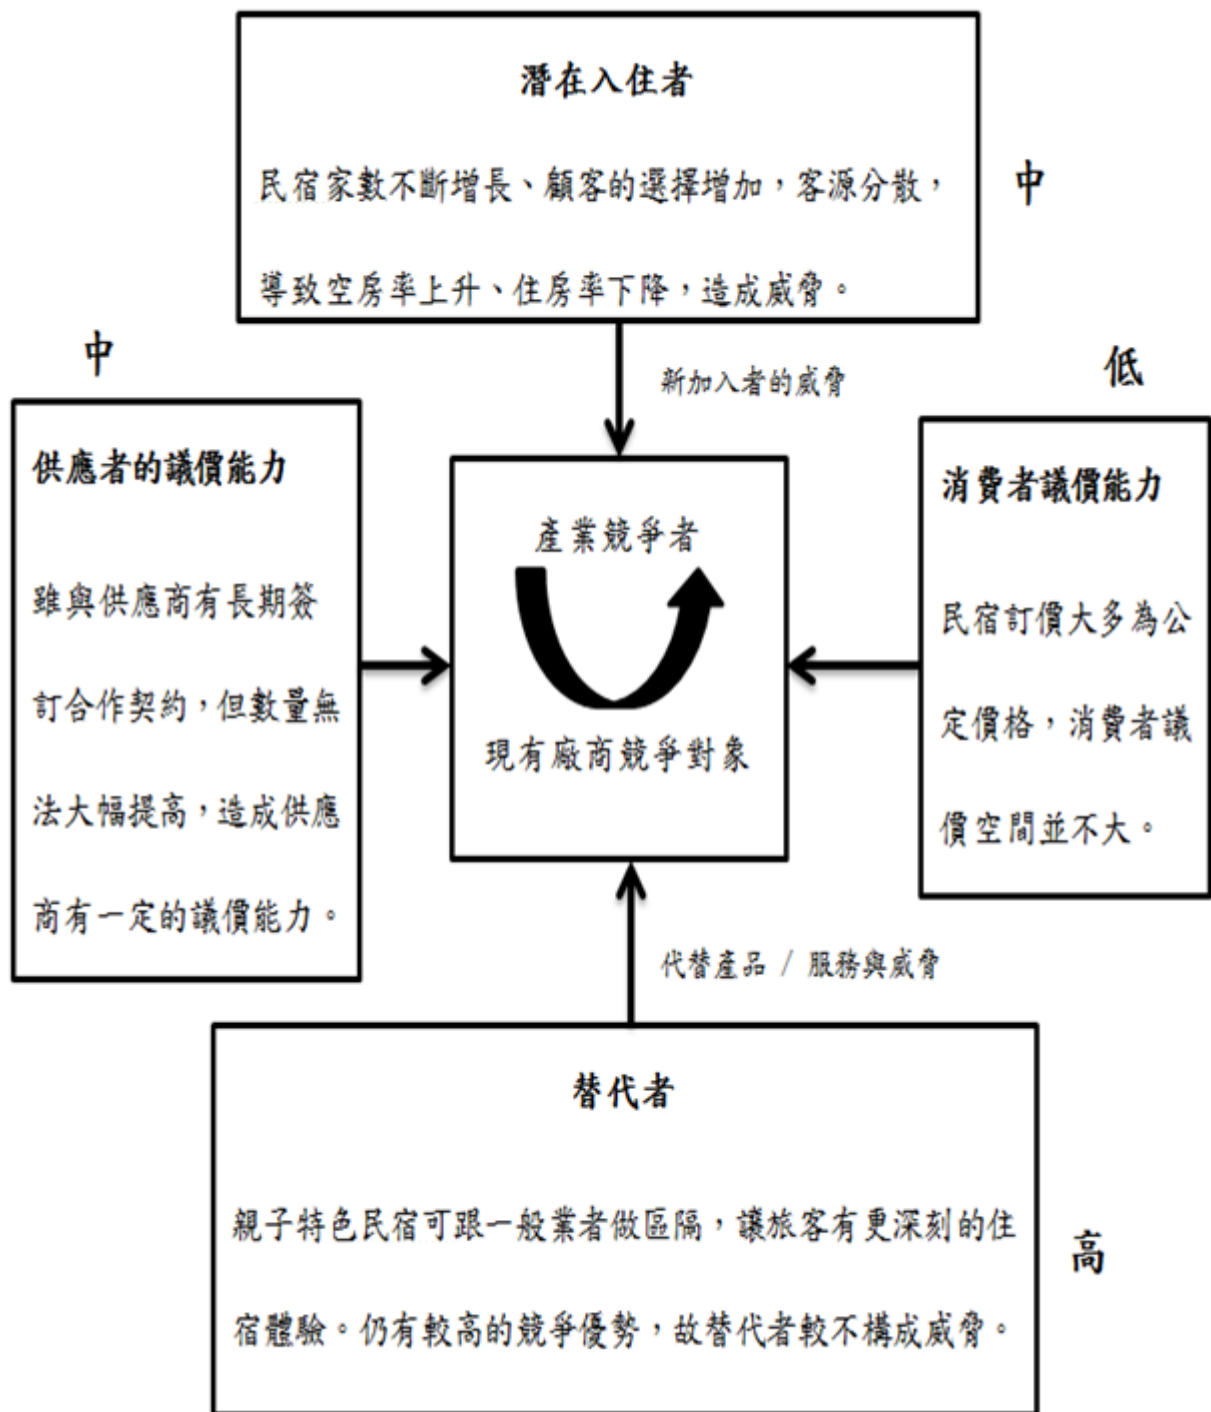 潛在入住者
民宿家數不斷增長、顧客的選擇增加，客源分散，
導致空房率上升、住房率下降，造成威脅。
中
新加入者的威脅
中
供應者的議價能力
雖與供應商有長期簽
訂合作契約，但數量無
法大幅提高，造成供應
商有一定的議價能力。
產業競爭者
現有廠商競爭對象
低
消費者議價能力
民宿訂價大多為公
定價格，消費者議
價空間並不大。
代替產品 / 服務與威脅
替代者
親子特色民宿可跟一般業者做區隔，讓旅客有更深刻的住
宿體驗。仍有較高的競爭優勢，故替代者較不構成威脅。
高